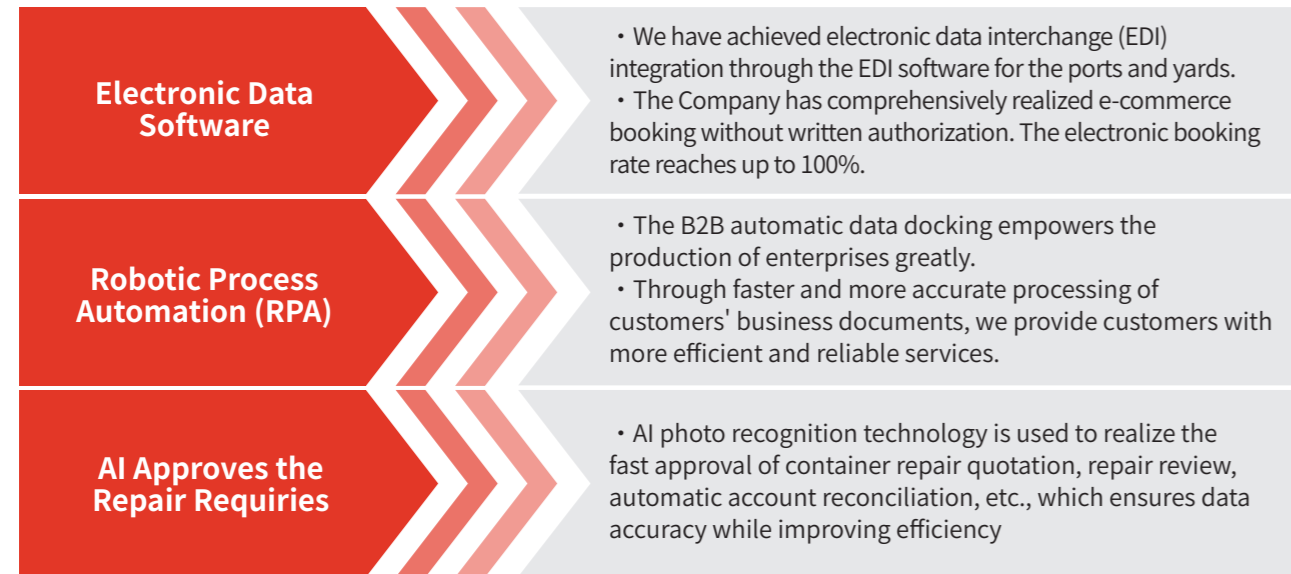 Electronic Data
Software
・We have achieved electronic data interchange (EDI)
integration through the EDI software for the ports and yards.
・The Company has comprehensively realized e-commerce
booking without written authorization. The electronic booking
rate reaches up to 100%.
Robotic Process
Automation (RPA)
・The B2B automatic data docking empowers the
production of enterprises greatly.
・Through faster and more accurate processing of
customers' business documents, we provide customers with
more efficient and reliable services.
AI Approves the
Repair Requiries
・AI photo recognition technology is used to realize the
fast approval of container repair quotation, repair review,
automatic account reconciliation, etc., which ensures data
accuracy while improving efficiency